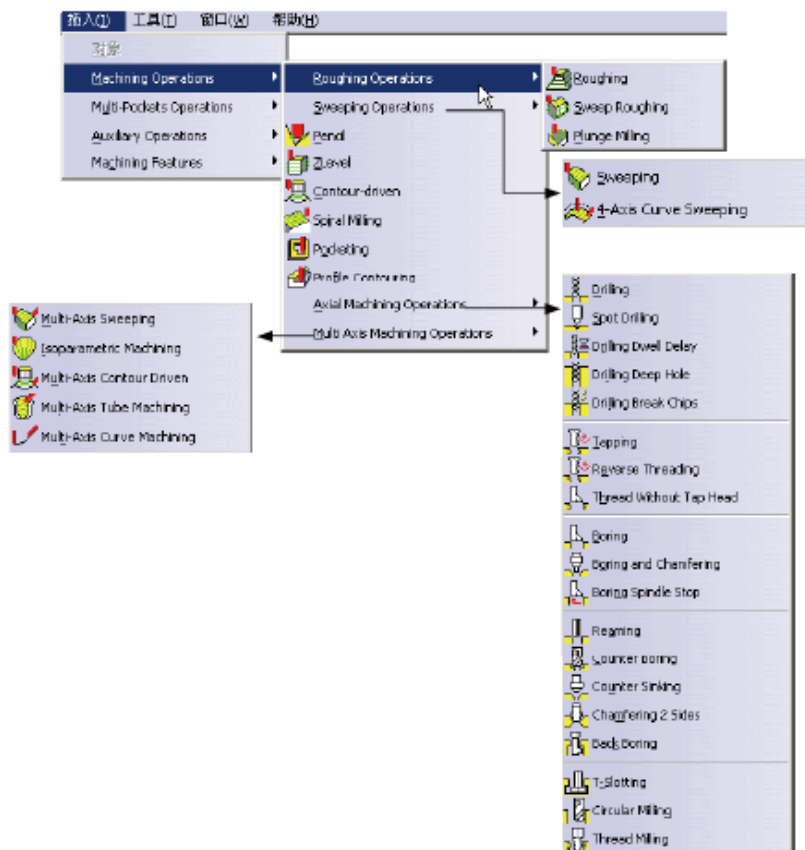 插入(I) 工具(T) 窗口(W) 帮助(H)
对象
Machining Operations
Multi-Pockets Operations
Auxiliary Operations
Machining Features
Roughing Operations
Sweeping Operations
Pencil
ZLevel
Contour-driven
Spiral Milling
Pocketing
Profile Contouring
Axial Machining Operations
Multi Axis Machining Operations
Roughing
Sweep Roughing
Plunge Milling
Sweeping
4-Axis Curve Sweeping
Multi-Axis Sweeping
Isoparametric Machining
Multi-Axis Contour Driven
Multi-Axis Tube Machining
Multi-Axis Curve Machining
Drilling
Spot Drilling
Drilling Dwell Delay
Drilling Deep Hole
Drilling Break Chips
Tapping
Reverse Threading
Thread Without Tap Head
Boring
Boring and Chamfering
Boring Spindle Stop
Reaming
Counter Boring
Counter Sinking
Chamfering 2 Sides
Back Boring
T-Slotting
Circular Milling
Thread Milling